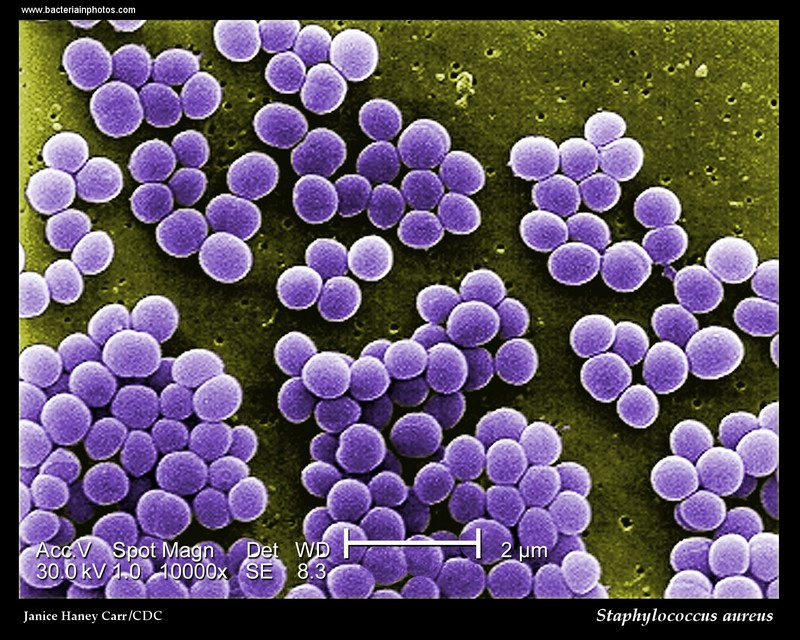 www.bacteriainphotos.com
Acc.V Spot Magn Det WD 2 µm
30.0 kV 1.0 10000x SE 8.3
Janice Haney Carr/CDC
Staphylococcus aureus